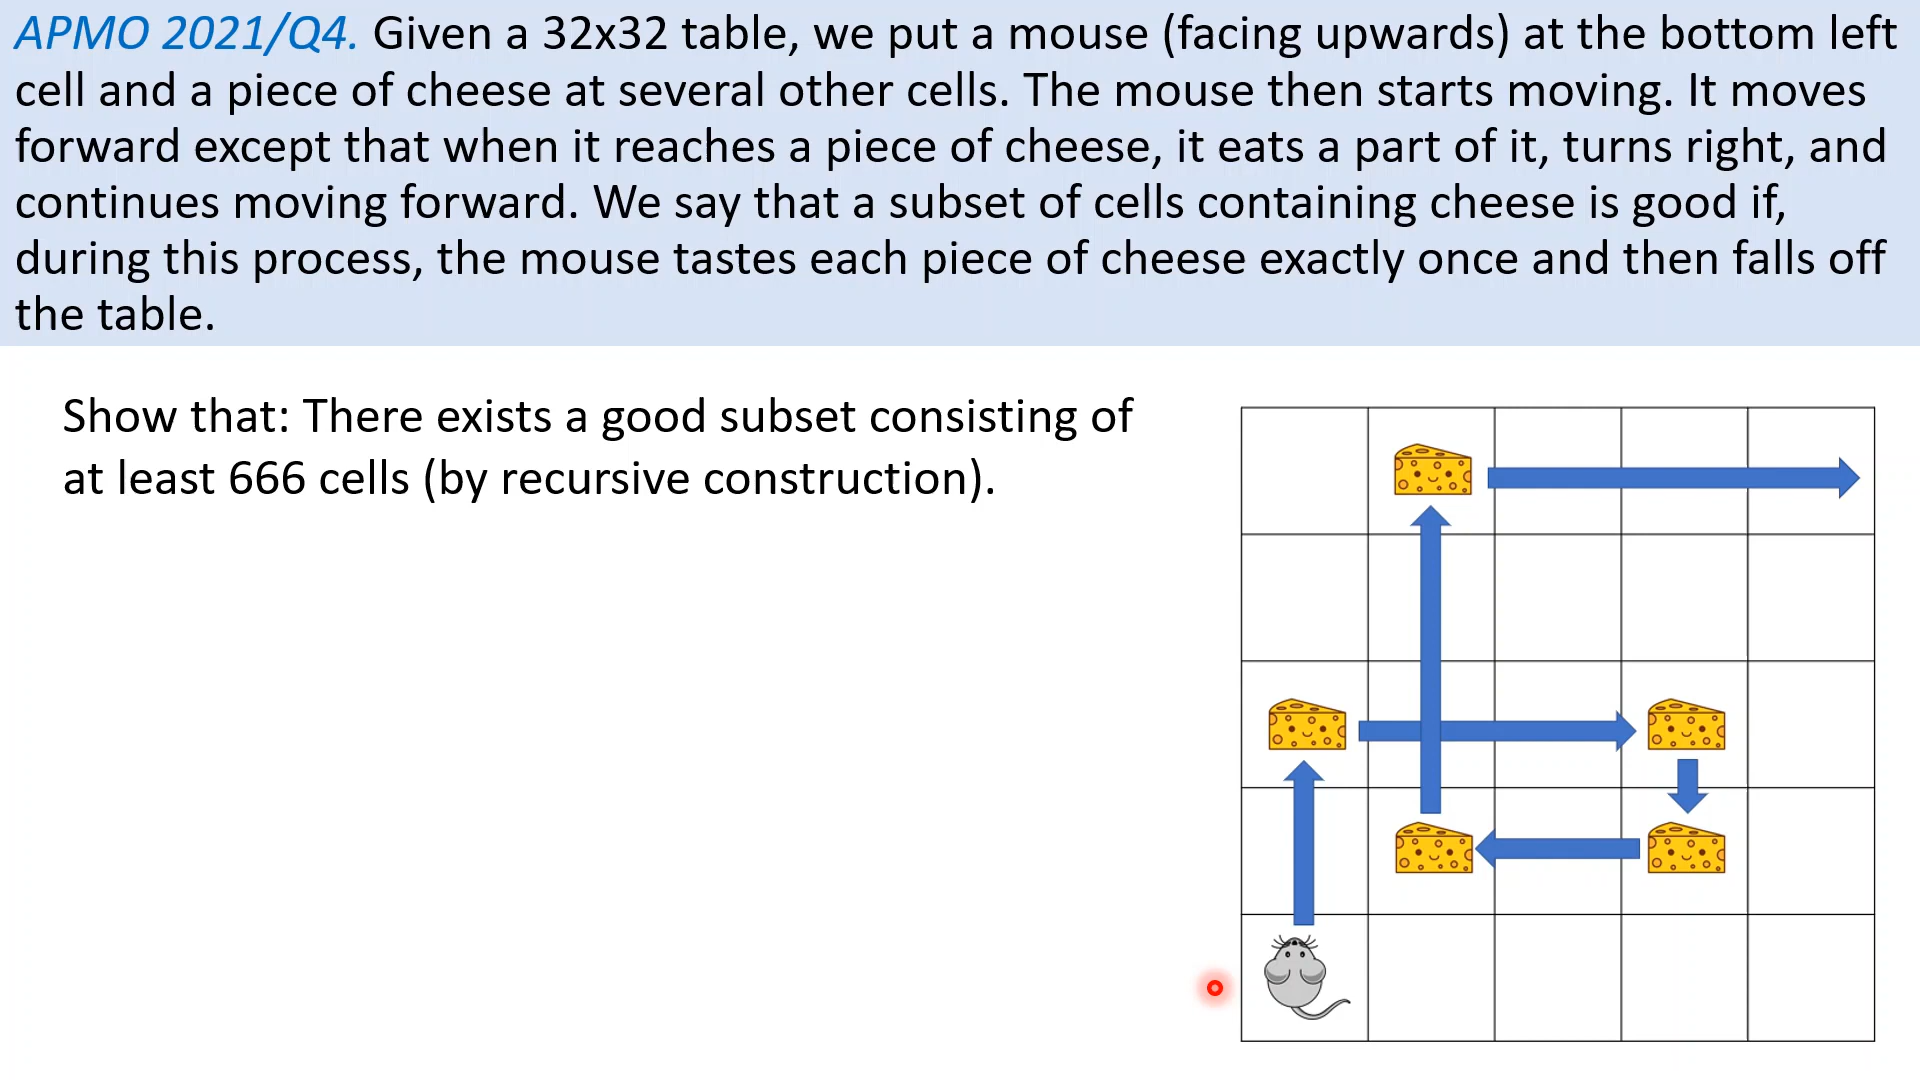 APMO 2021/Q4. Given a 32x32 table, we put a mouse (facing upwards) at the bottom left
cell and a piece of cheese at several other cells. The mouse then starts moving. It moves
forward except that when it reaches a piece of cheese, it eats a part of it, turns right, and
continues moving forward. We say that a subset of cells containing cheese is good if,
during this process, the mouse tastes each piece of cheese exactly once and then falls off
the table.
Show that: There exists a good subset consisting of
at least 666 cells (by recursive construction).